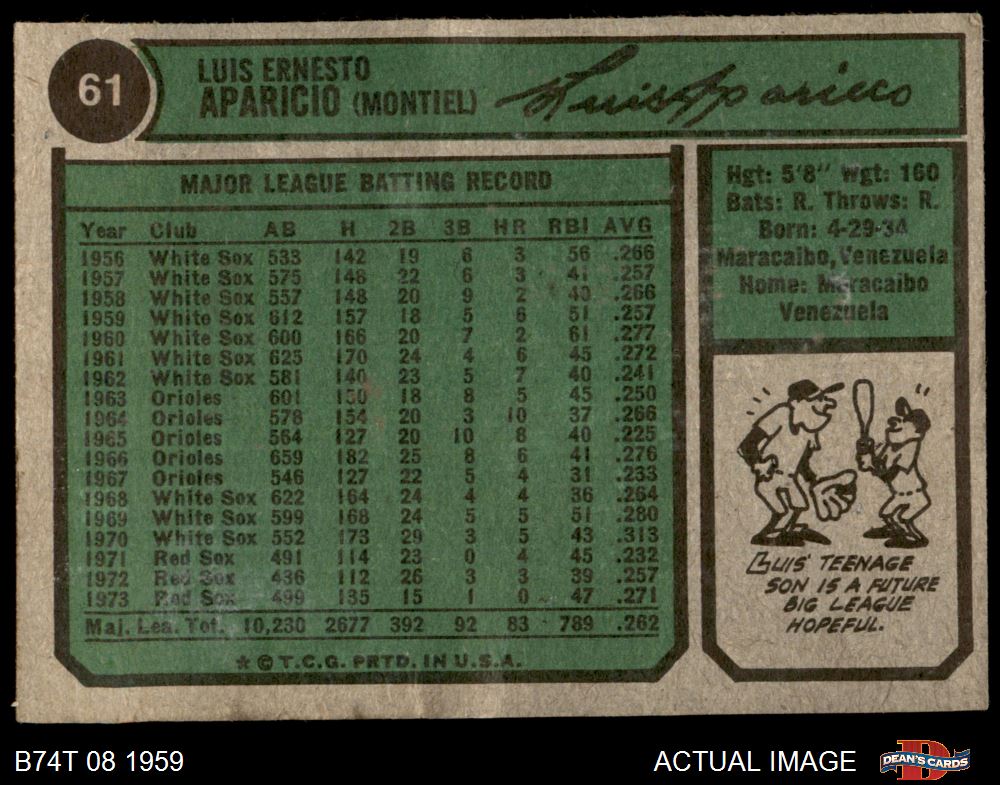 61
LUIS ERNESTO
APARICIO (MONTIEL)
Luis Aparicio
MAJOR LEAGUE BATTING RECORD
Year Club AB H 2B 3B HR RBI AVG
1956 White Sox 533 142 19 6 3 56 .266
1957 White Sox 575 148 22 6 3 41 .257
1958 White Sox 557 148 20 9 2 40 .266
1959 White Sox 612 157 18 5 6 51 .257
1960 White Sox 600 166 20 7 2 61 .277
1961 White Sox 625 170 24 4 6 45 .272
1962 White Sox 581 140 23 5 7 40 .241
1963 Orioles 601 150 18 8 5 45 .250
1964 Orioles 578 154 20 3 10 37 .266
1965 Orioles 564 127 20 10 8 40 .225
1966 Orioles 659 182 25 8 6 41 .276
1967 Orioles 546 127 22 5 4 31 .233
1968 White Sox 622 164 24 4 4 36 .264
1969 White Sox 599 168 24 5 5 51 .280
1970 White Sox 552 173 29 3 5 43 .313
1971 Red Sox 491 114 23 0 4 45 .232
1972 Red Sox 436 112 26 3 3 39 .257
1973 Red Sox 499 135 15 1 0 47 .271
Maj. Lea. Tot. 10,230 2677 392 92 83 789 .262
★ © T.C.G. PRTD. IN U.S.A.
Hgt: 5'8" Wgt: 160
Bats: R. Throws: R.
Born: 4-29-34
Maracaibo, Venezuela
Home: Maracaibo
Venezuela
LUIS' TEENAGE
SON IS A FUTURE
BIG LEAGUE
HOPEFUL.
B74T 08 1959
ACTUAL IMAGE
DEAN'S CARDS